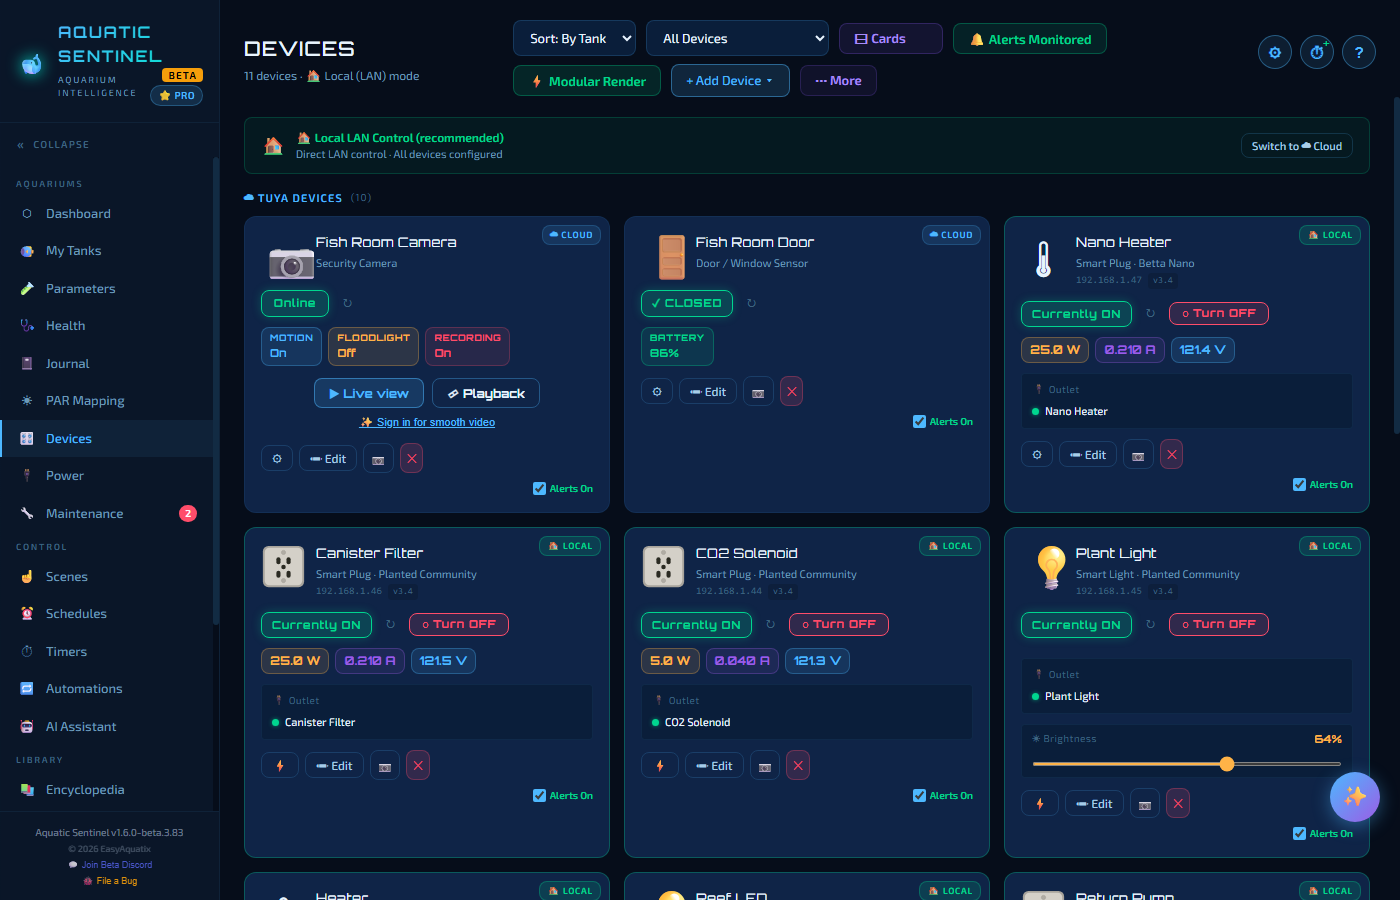 AQUATIC
SENTINEL
AQUARIUM
INTELLIGENCE
BETA
PRO
« COLLAPSE
AQUARIUMS
Dashboard
My Tanks
Parameters
Health
Journal
PAR Mapping
Devices
Power
Maintenance 2
CONTROL
Scenes
Schedules
Timers
Automations
AI Assistant
LIBRARY
Encyclopedia
Aquatic Sentinel v1.6.0-beta.3.83
© 2026 EasyAquatix
Join Beta Discord
File a Bug
DEVICES
11 devices · Local (LAN) mode
Sort: By Tank
All Devices
Cards
Alerts Monitored
Modular Render
+ Add Device
··· More
?
Local LAN Control (recommended)
Direct LAN control · All devices configured
Switch to Cloud
TUYA DEVICES (10)
Fish Room Camera
CLOUD
Security Camera
Online
MOTION
On
FLOODLIGHT
Off
RECORDING
On
Live view
Playback
Sign in for smooth video
Edit
Alerts On
Fish Room Door
CLOUD
Door / Window Sensor
✓ CLOSED
BATTERY
86%
Edit
Alerts On
Nano Heater
LOCAL
Smart Plug · Betta Nano
192.168.1.47 v3.4
Currently ON
Turn OFF
25.0 W
0.210 A
121.4 V
Outlet
Nano Heater
Edit
Alerts On
Canister Filter
LOCAL
Smart Plug · Planted Community
192.168.1.46 v3.4
Currently ON
Turn OFF
25.0 W
0.210 A
121.5 V
Outlet
Canister Filter
Edit
Alerts On
CO2 Solenoid
LOCAL
Smart Plug · Planted Community
192.168.1.44 v3.4
Currently ON
Turn OFF
5.0 W
0.040 A
121.3 V
Outlet
CO2 Solenoid
Edit
Alerts On
Plant Light
LOCAL
Smart Light · Planted Community
192.168.1.45 v3.4
Currently ON
Turn OFF
Outlet
Plant Light
Brightness 64%
Edit
Alerts On
Heater
LOCAL
Reef LED
LOCAL
Return Pump
LOCAL